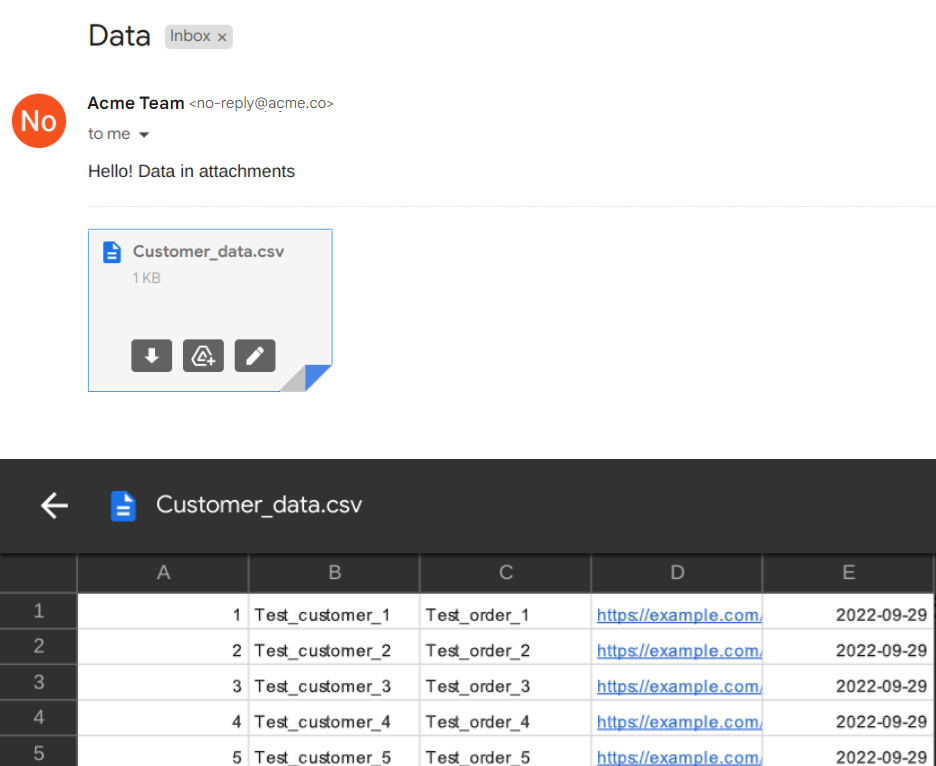 Data Inbox ×
No
Acme Team <no-reply@acme.co>
to me
Hello! Data in attachments
Customer_data.csv
1 KB
Customer_data.csv
A B C D E
1 1 Test_customer_1 Test_order_1 https://example.com/ 2022-09-29
2 2 Test_customer_2 Test_order_2 https://example.com/ 2022-09-29
3 3 Test_customer_3 Test_order_3 https://example.com/ 2022-09-29
4 4 Test_customer_4 Test_order_4 https://example.com/ 2022-09-29
5 5 Test_customer_5 Test_order_5 https://example.com/ 2022-09-29